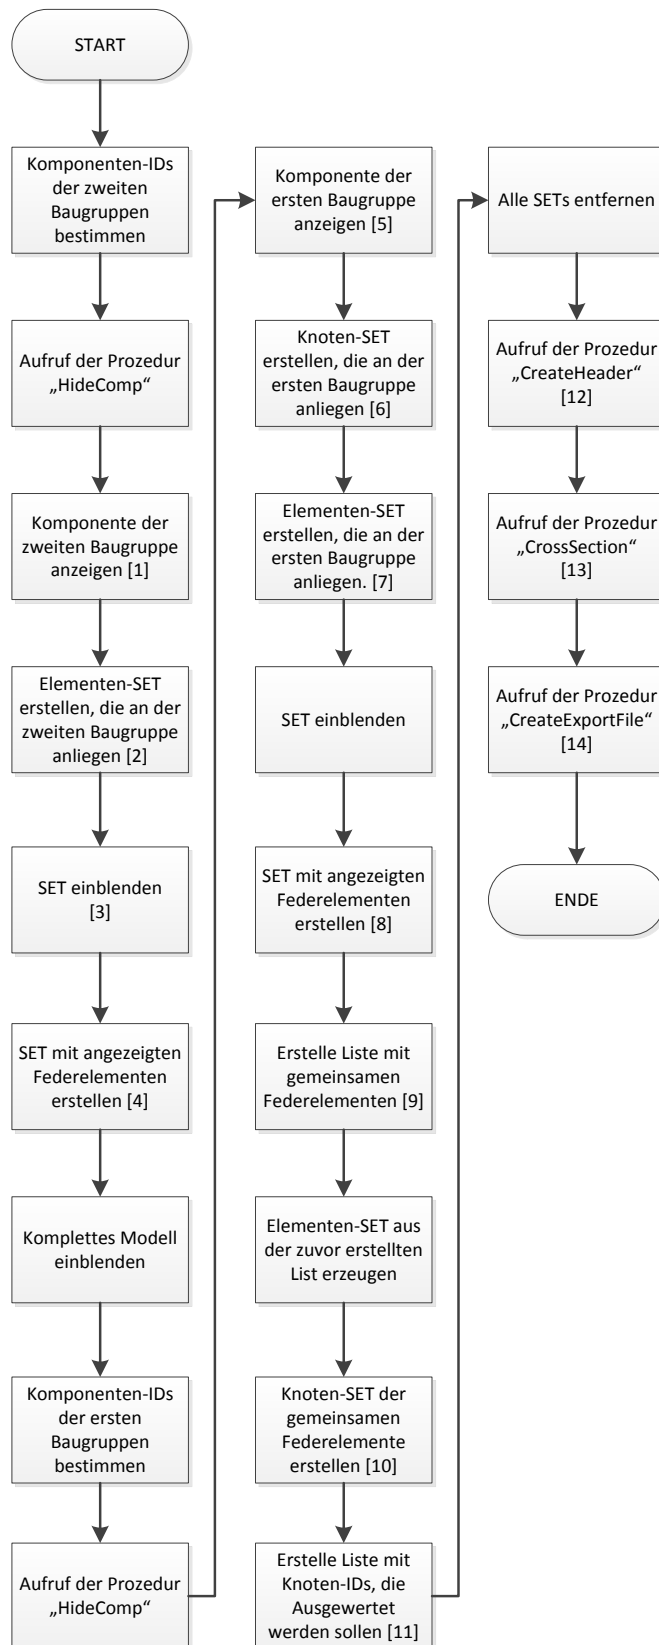 START
Komponenten-IDs
der zweiten
Baugruppen
bestimmen
Aufruf der Prozedur
„HideComp“
Komponente der
zweiten Baugruppe
anzeigen [1]
Elementen-SET
erstellen, die an der
zweiten Baugruppe
anliegen [2]
SET einblenden
[3]
SET mit angezeigten
Federelementen
erstellen [4]
Komplettes Modell
einblenden
Komponenten-IDs
der ersten
Baugruppen
bestimmen
Aufruf der Prozedur
„HideComp“
Komponente der
ersten Baugruppe
anzeigen [5]
Knoten-SET
erstellen, die an der
ersten Baugruppe
anliegen [6]
Elementen-SET
erstellen, die an der
ersten Baugruppe
anliegen. [7]
SET einblenden
SET mit angezeigten
Federelementen
erstellen [8]
Erstelle Liste mit
gemeinsamen
Federelementen [9]
Elementen-SET aus
der zuvor erstellten
List erzeugen
Knoten-SET der
gemeinsamen
Federelemente
erstellen [10]
Erstelle Liste mit
Knoten-IDs, die
Ausgewertet
werden sollen [11]
Alle SETs entfernen
Aufruf der Prozedur
„CreateHeader“
[12]
Aufruf der Prozedur
„CrossSection“
[13]
Aufruf der Prozedur
„CreateExportFile“
[14]
ENDE